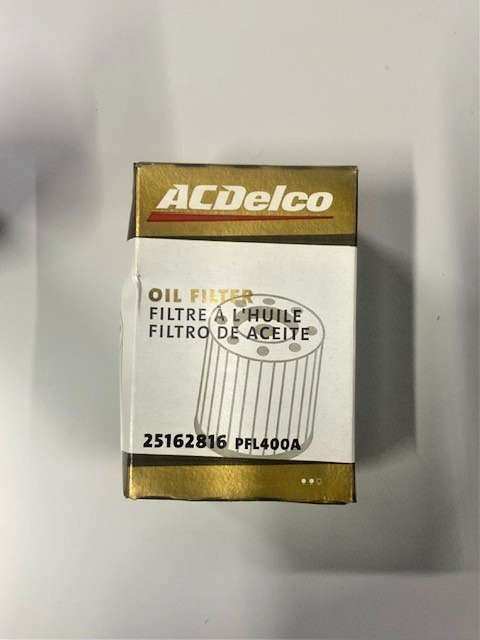 ACDelco
OIL FILTER
FILTRE À L'HUILE
FILTRO DE ACEITE
25162816 PFL400A